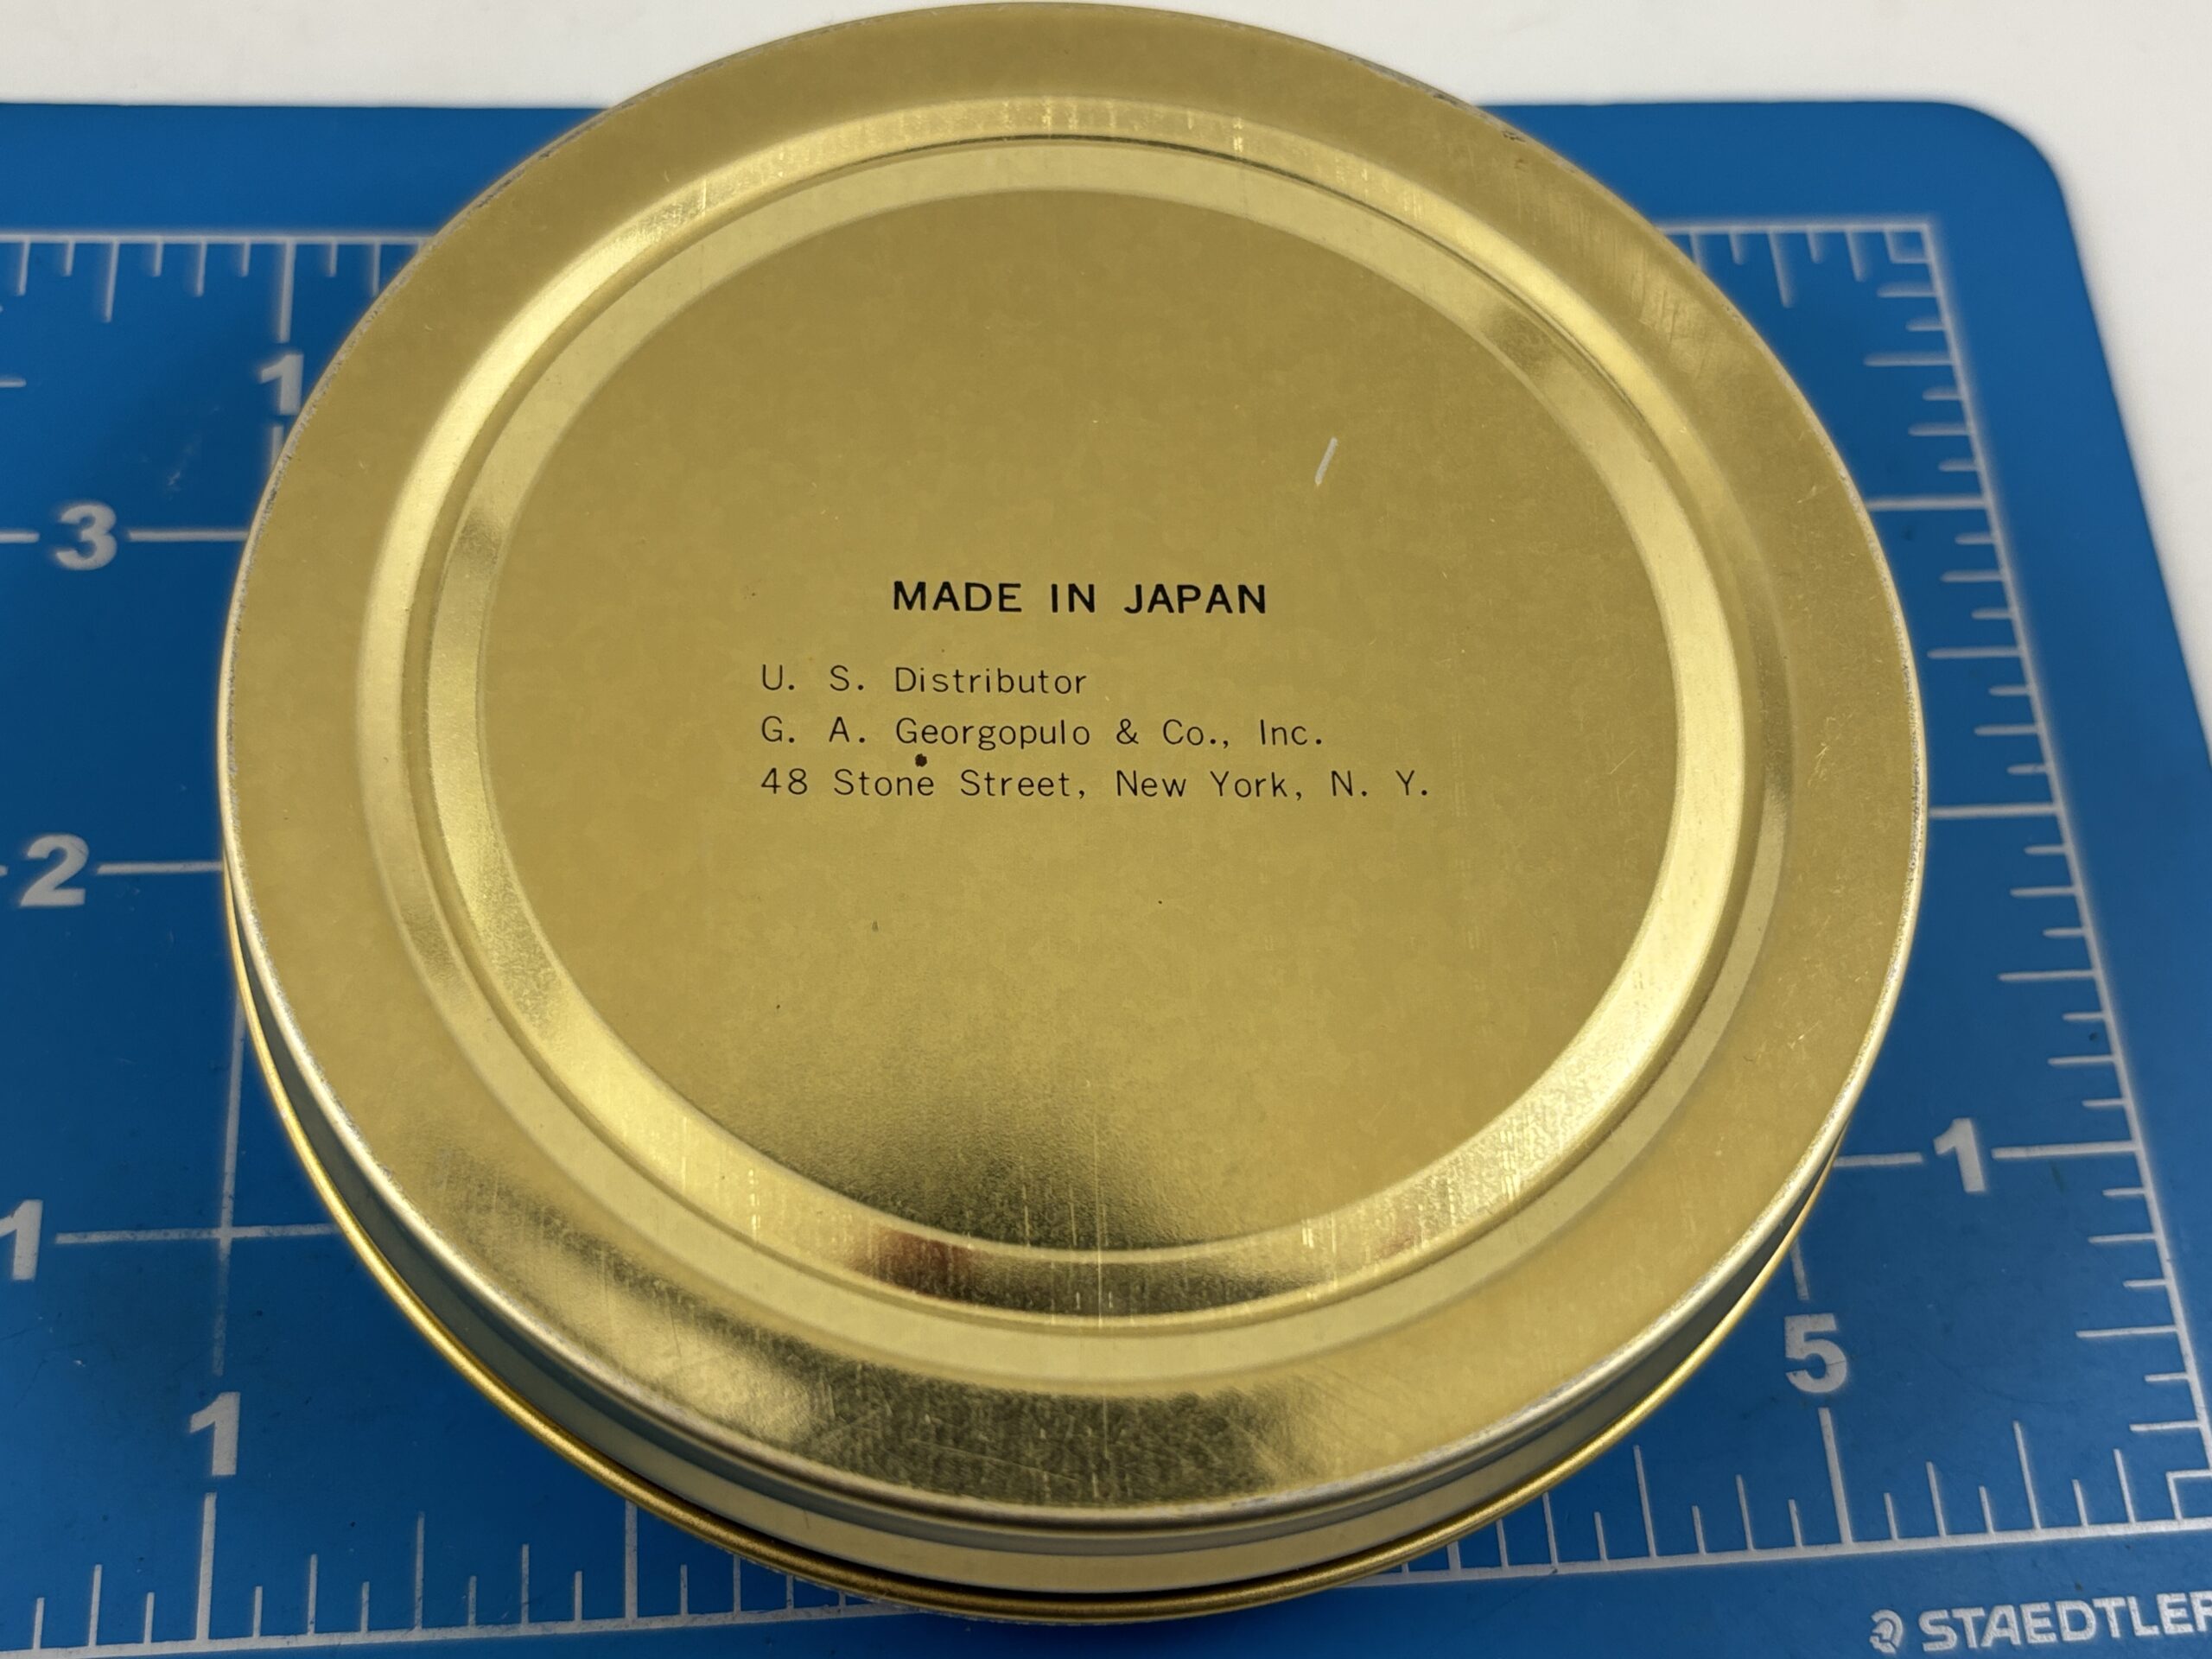 1
3
MADE IN JAPAN
U. S. Distributor
G. A. Georgopulo & Co., Inc.
48 Stone Street, New York, N. Y.
2
1
1
5
1
STAEDTLER